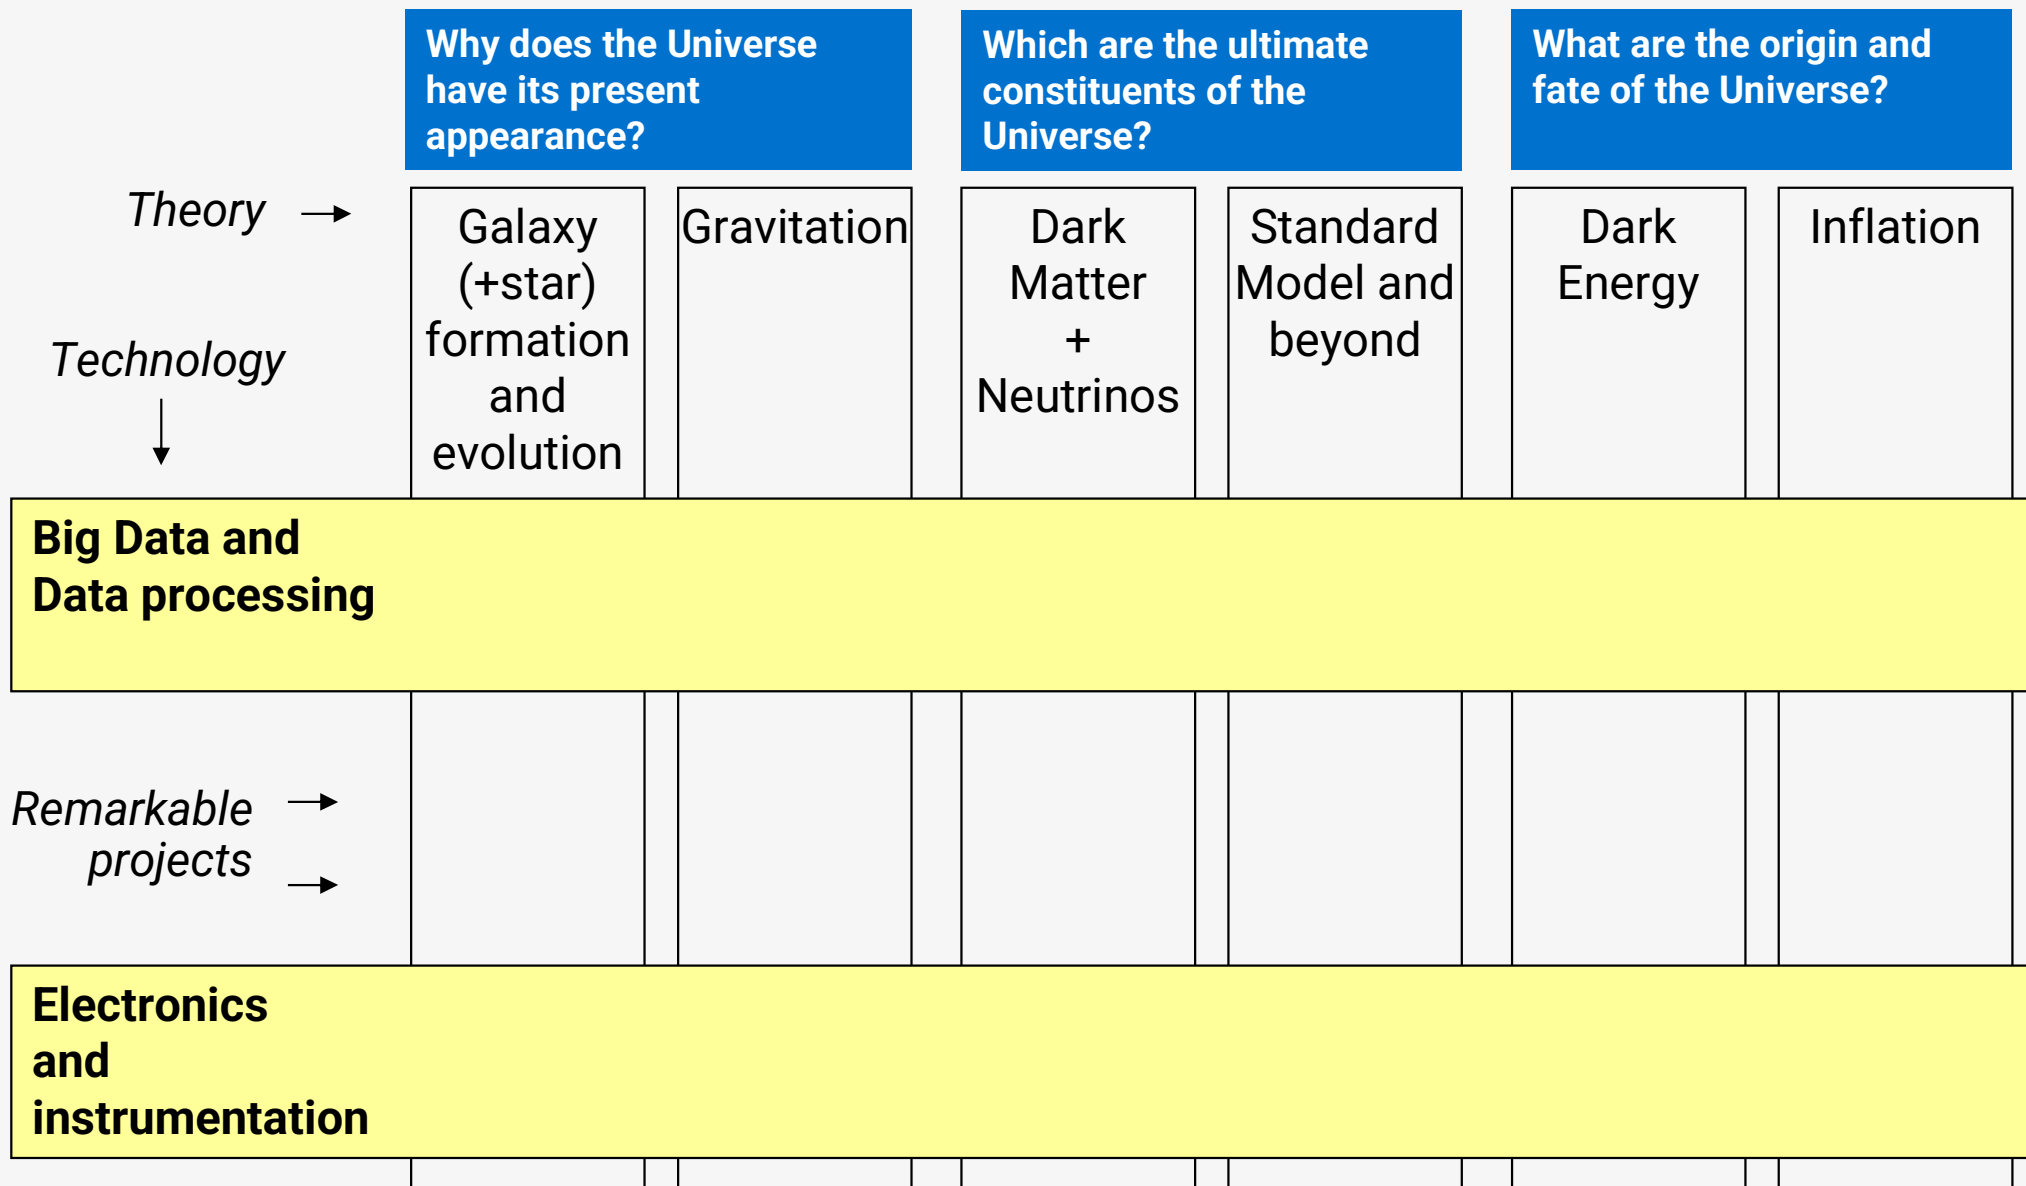 Why does the Universe
have its present
appearance?
Which are the ultimate
constituents of the
Universe?
What are the origin and
fate of the Universe?
Theory
Galaxy
(+star)
formation
and
evolution
Gravitation
Dark
Matter
+
Neutrinos
Standard
Model and
beyond
Dark
Energy
Inflation
Technology
Big Data and
Data processing
Remarkable
projects
Electronics
and
instrumentation